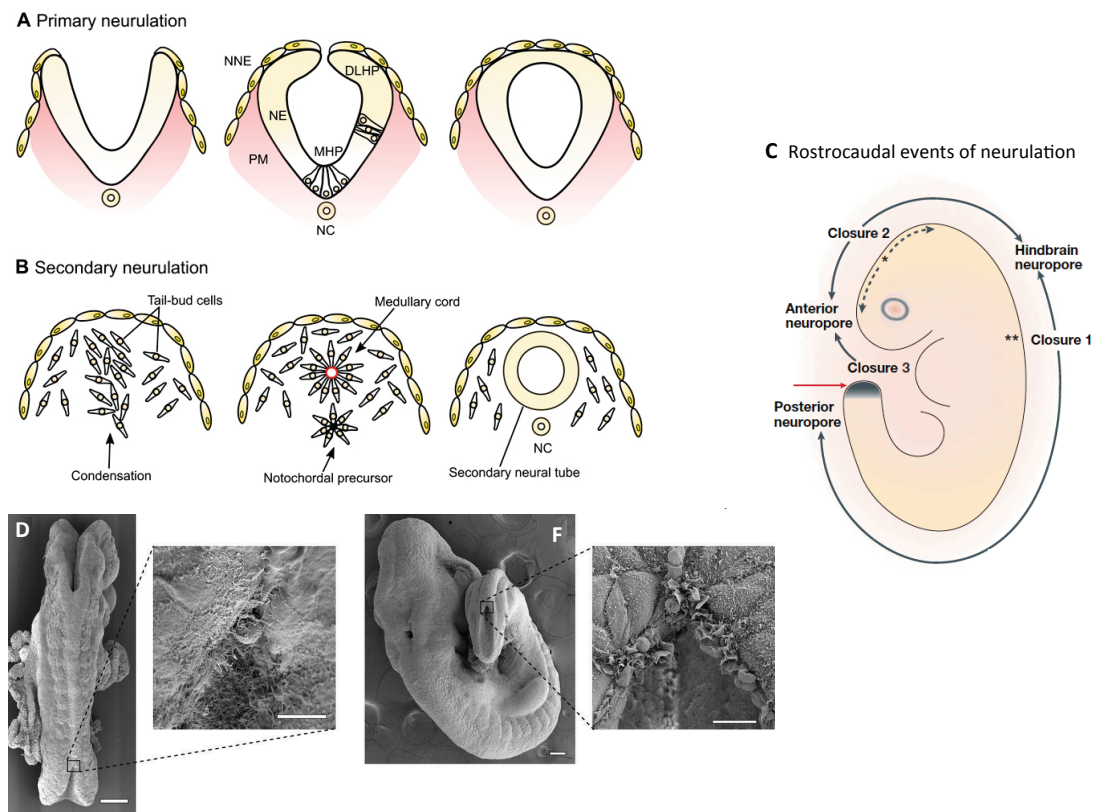 A Primary neurulation
NNE
DLHP
NE
MHP
PM
NC
B Secondary neurulation
Tail-bud cells
Medullary cord
Condensation
Notochordal precursor
Secondary neural tube
NC
C Rostrocaudal events of neurulation
Closure 2
*
Hindbrain
neuropore
Anterior
neuropore
**
Closure 1
Closure 3
Posterior
neuropore
D
F